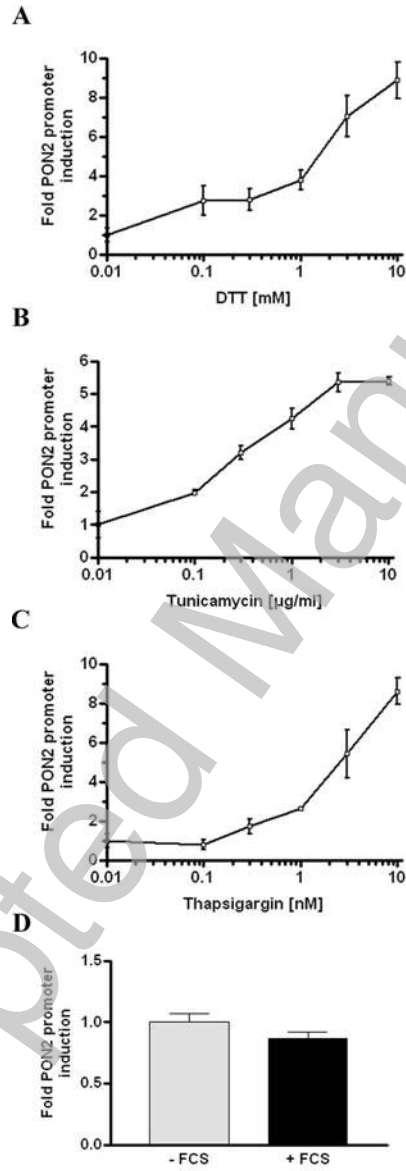 A
Fold PON2 promoter
induction
10
8
6
4
2
0
0.01
0.1
1
10
DTT [mM]
B
Fold PON2 promoter
induction
6
5
4
3
2
1
0
0.01
0.1
1
10
Tunicamycin [µg/ml]
C
Fold PON2 promoter
induction
10
8
6
4
2
0
0.01
0.1
1
10
Thapsigargin [nM]
D
Fold PON2 promoter
induction
1.5
1.0
0.5
0.0
- FCS
+ FCS
pted Man